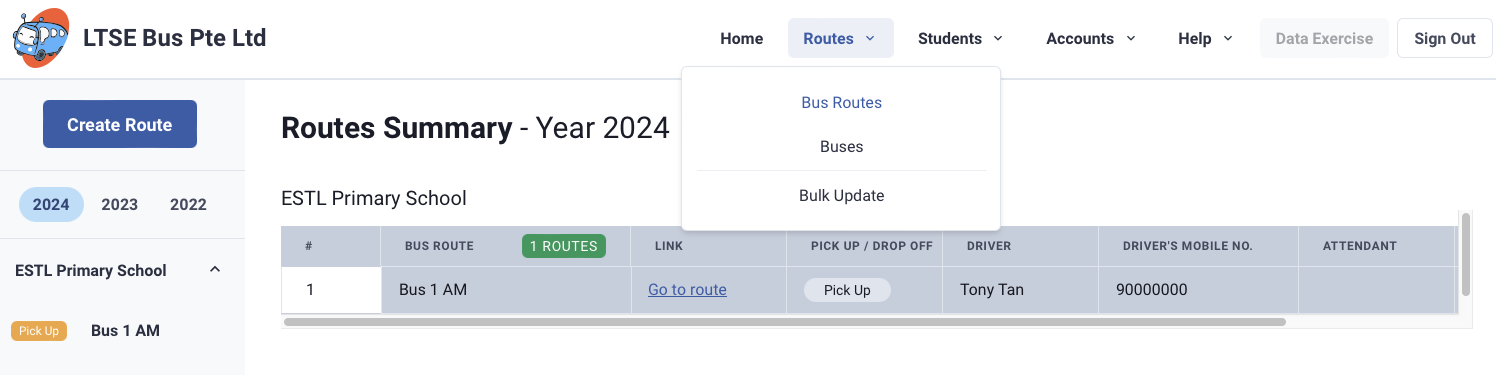 LTSE Bus Pte Ltd
Home
Routes
Students
Accounts
Help
Data Exercise
Sign Out
Bus Routes
Buses
Bulk Update
Create Route
2024 2023 2022
ESTL Primary School
Pick Up Bus 1 AM
Routes Summary - Year 2024
ESTL Primary School
# BUS ROUTE 1 ROUTES LINK PICK UP / DROP OFF DRIVER DRIVER'S MOBILE NO. ATTENDANT
1 Bus 1 AM Go to route Pick Up Tony Tan 90000000